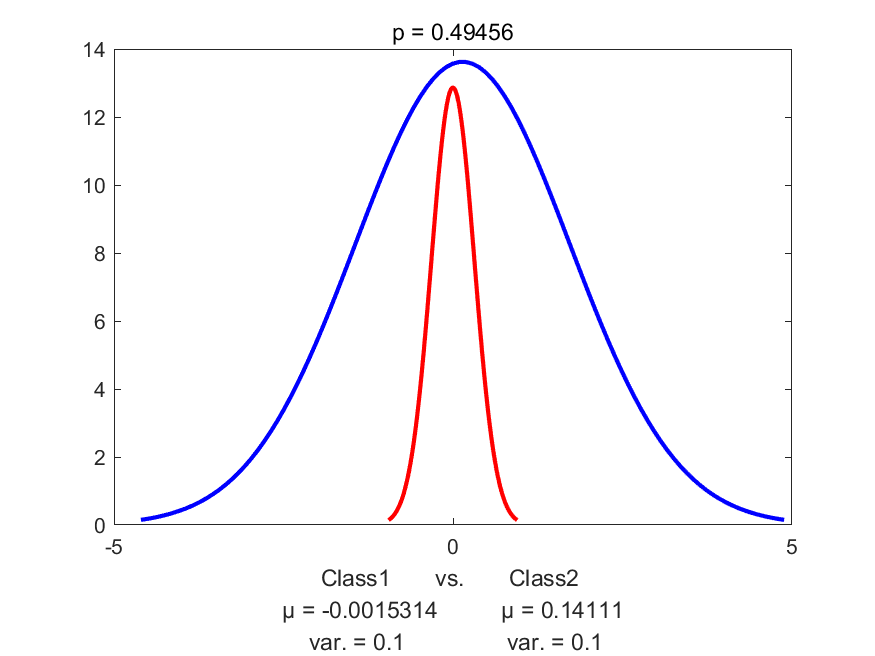 p = 0.49456
14
12
10
8
6
4
2
0
-5 0 5
Class1 vs. Class2
μ = -0.0015314 μ = 0.14111
var. = 0.1 var. = 0.1